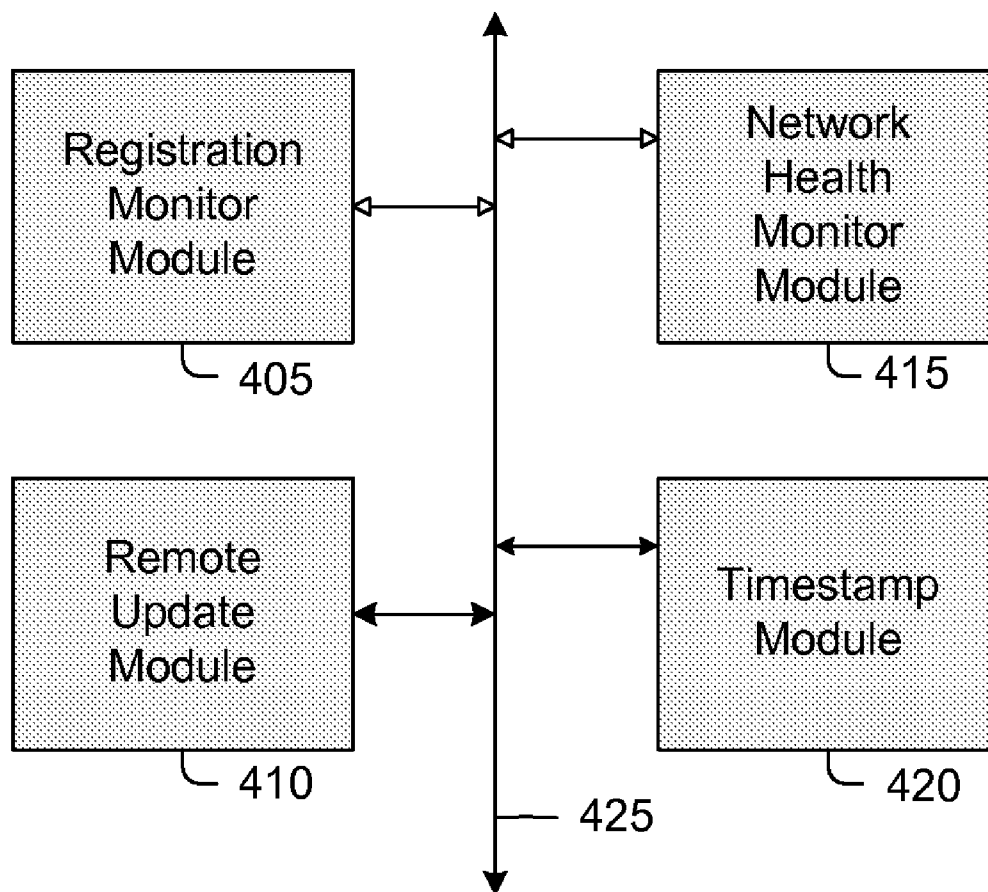 Registration
Monitor
Module
405
Network
Health
Monitor
Module
415
Remote
Update
Module
410
Timestamp
Module
420
425